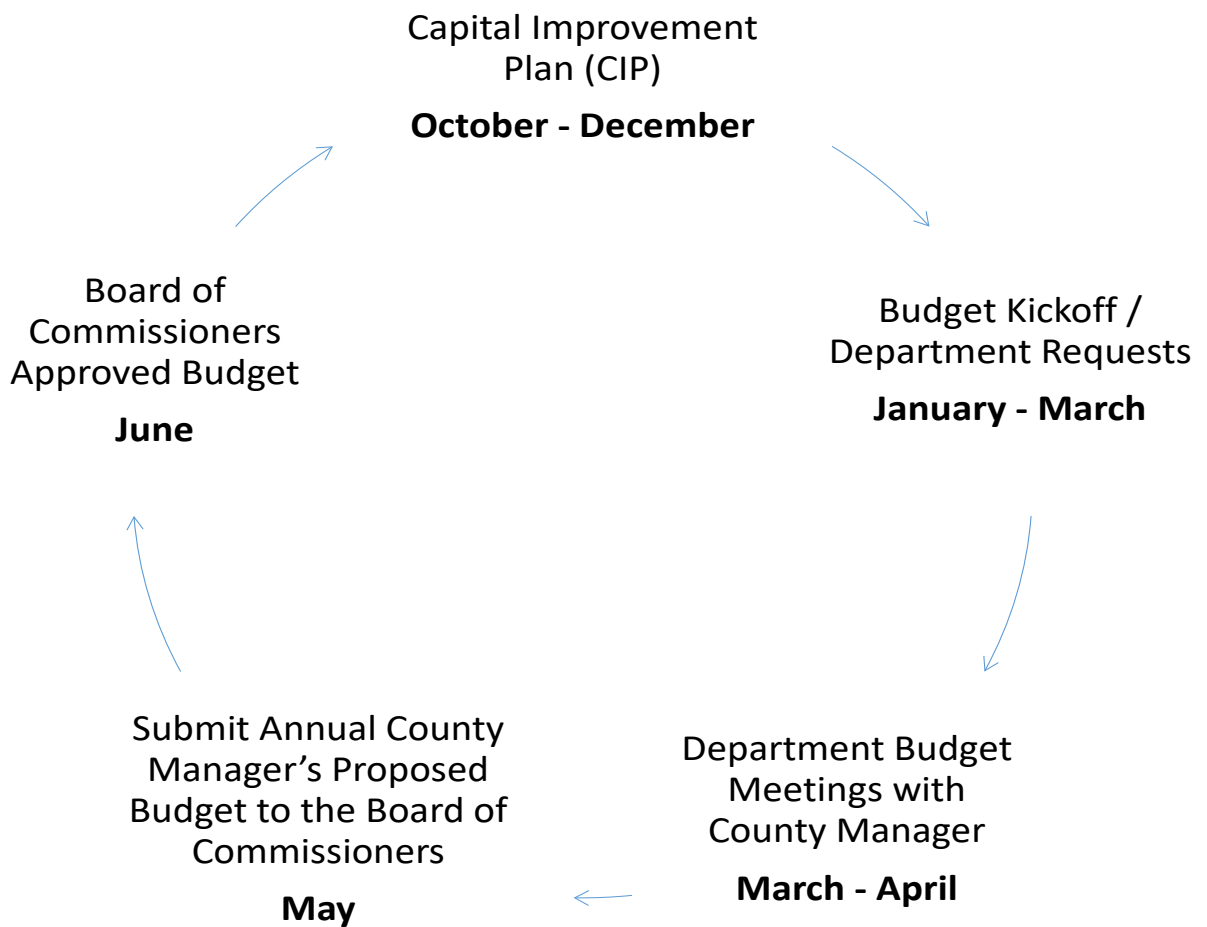 Capital Improvement
Plan (CIP)
October - December
Budget Kickoff /
Department Requests
January - March
Department Budget
Meetings with
County Manager
March - April
Submit Annual County
Manager’s Proposed
Budget to the Board of
Commissioners
May
Board of
Commissioners
Approved Budget
June